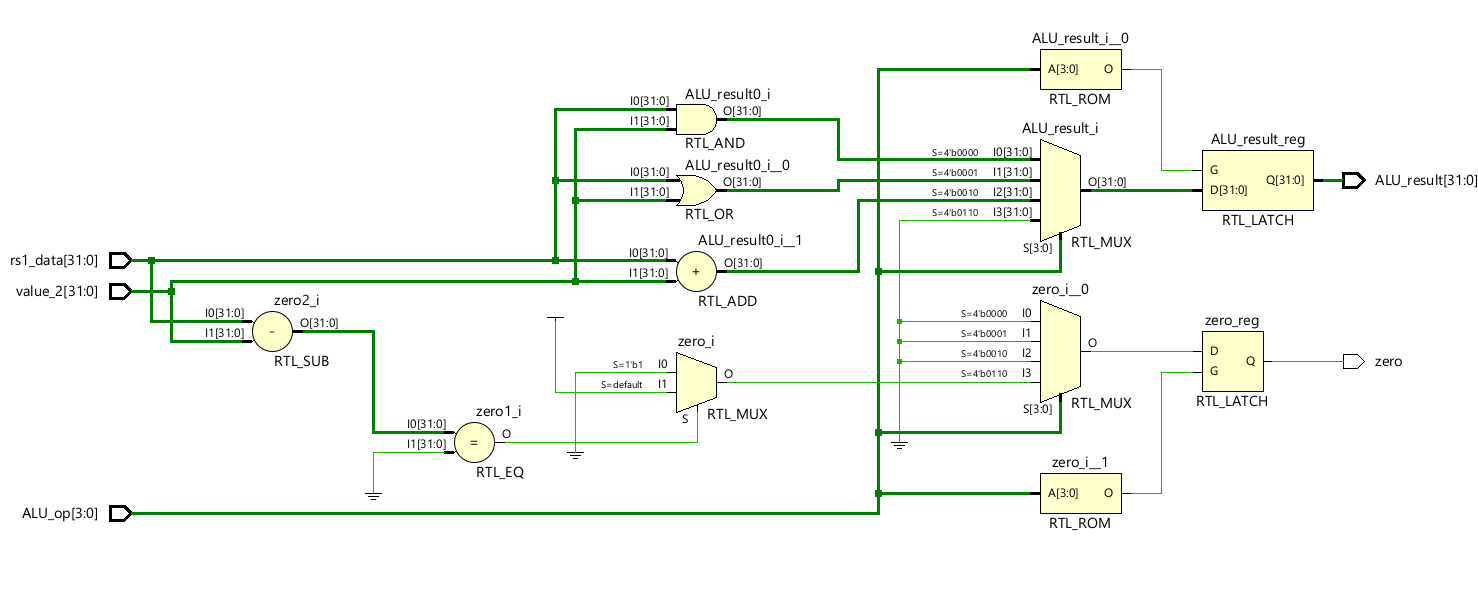 ALU_result_i__0
A[3:0] O
RTL_ROM
ALU_result0_i
I0[31:0]
I1[31:0]
O[31:0]
RTL_AND
ALU_result_i
S=4'b0000 I0[31:0]
S=4'b0001 I1[31:0]
S=4'b0010 I2[31:0]
S=4'b0110 I3[31:0]
O[31:0]
S[3:0]
RTL_MUX
ALU_result_reg
G
D[31:0]
Q[31:0]
RTL_LATCH
ALU_result[31:0]
ALU_result0_i__0
I0[31:0]
I1[31:0]
O[31:0]
RTL_OR
ALU_result0_i__1
I0[31:0]
I1[31:0]
+
O[31:0]
RTL_ADD
rs1_data[31:0]
value_2[31:0]
zero2_i
I0[31:0]
I1[31:0]
-
O[31:0]
RTL_SUB
zero_i__0
S=4'b0000 I0
S=4'b0001 I1
S=4'b0010 I2
S=4'b0110 I3
O
S[3:0]
RTL_MUX
zero_reg
D
G
Q
RTL_LATCH
zero
zero_i
S=1'b1 I0
S=default I1
O
S
RTL_MUX
zero1_i
I0[31:0]
I1[31:0]
=
O
RTL_EQ
zero_i__1
A[3:0] O
RTL_ROM
ALU_op[3:0]